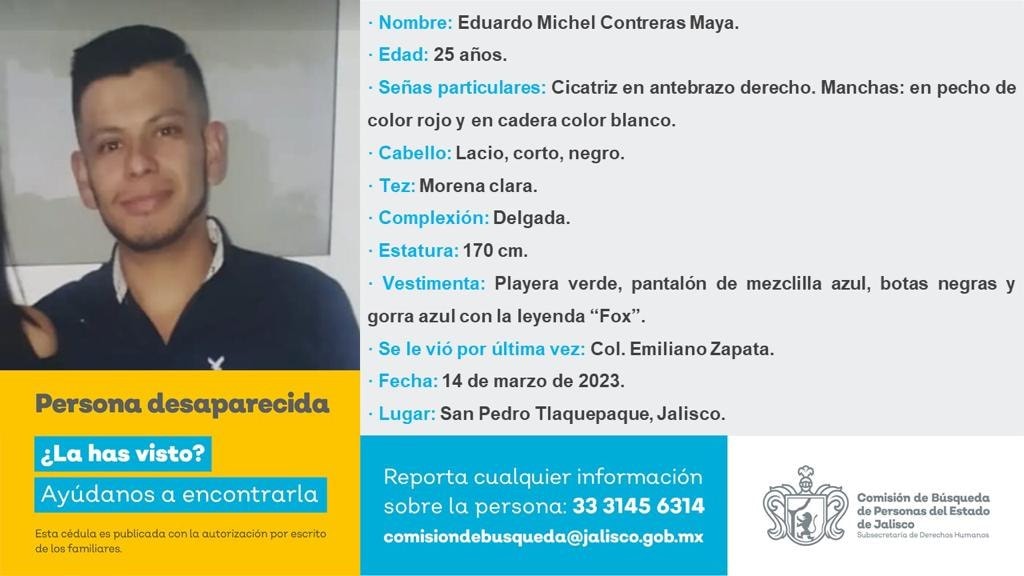 · Nombre: Eduardo Michel Contreras Maya.
· Edad: 25 años.
· Señas particulares: Cicatriz en antebrazo derecho. Manchas: en pecho de
color rojo y en cadera color blanco.
· Cabello: Lacio, corto, negro.
· Tez: Morena clara.
· Complexión: Delgada.
· Estatura: 170 cm.
· Vestimenta: Playera verde, pantalón de mezclilla azul, botas negras y
gorra azul con la leyenda “Fox”.
· Se le vió por última vez: Col. Emiliano Zapata.
· Fecha: 14 de marzo de 2023.
· Lugar: San Pedro Tlaquepaque, Jalisco.
Persona desaparecida
¿La has visto?
Ayúdanos a encontrarla
Esta cédula es publicada con la autorización por escrito
de los familiares.
Reporta cualquier información
sobre la persona: 33 3145 6314
comisiondebusqueda@jalisco.gob.mx
Comisión de Búsqueda
de Personas del Estado
de Jalisco
Subsecretaría de Derechos Humanos